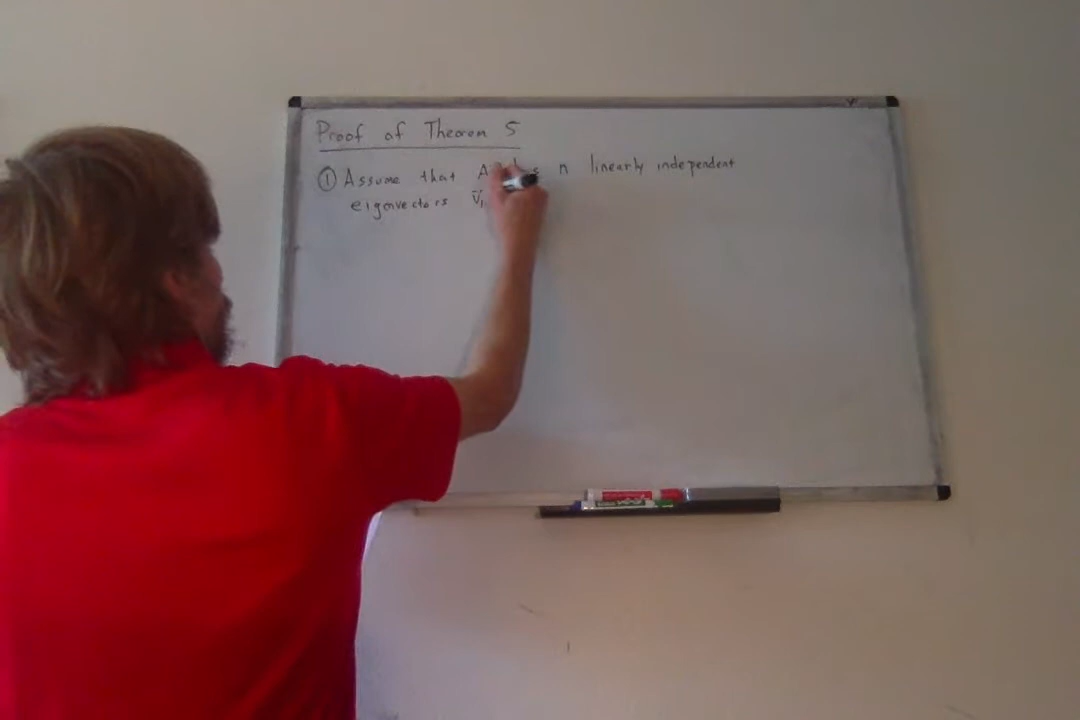 Proof of Theorem 5
① Assume that A has n linearly independent
eigenvectors v⃗₁